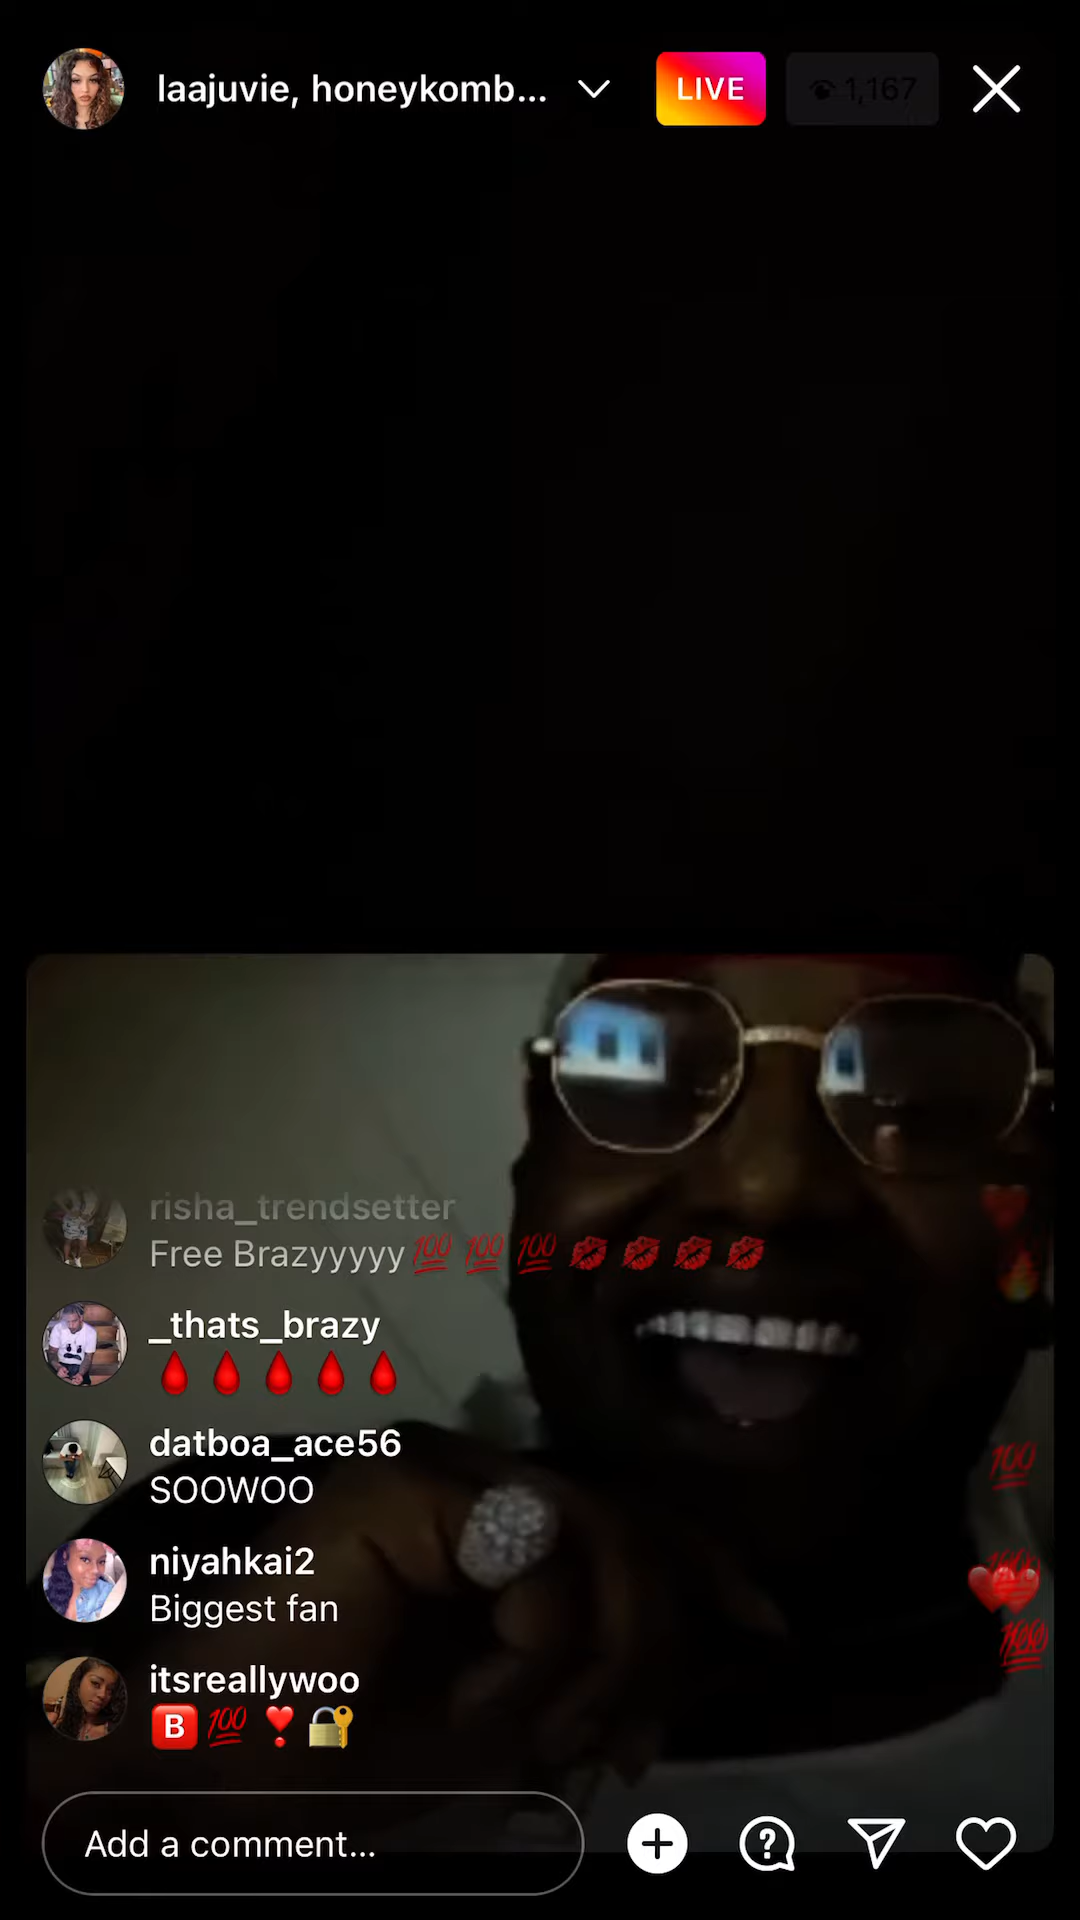 laajuvie, honeykomb...
LIVE
1,167
risha_trendsetter
Free Brazyyyyy 💯 💯 💯 💋 💋 💋 💋
_thats_brazy
🩸 🩸 🩸 🩸 🩸
datboa_ace56
SOOWOO
niyahkai2
Biggest fan
itsreallywoo
🅱️ 💯 ❣️ 🔐
Add a comment...